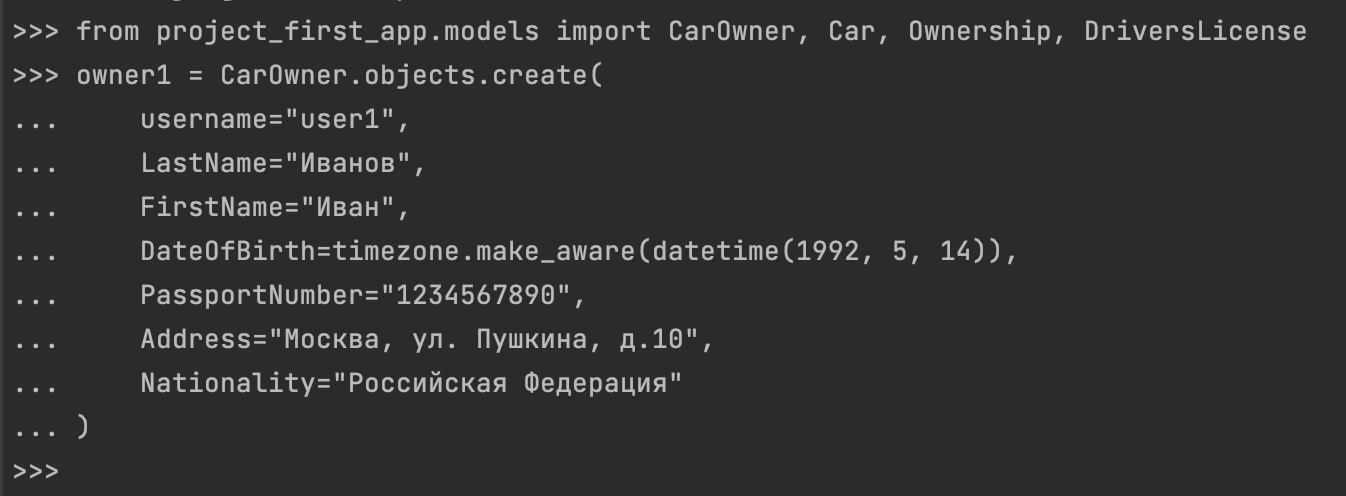 >>> from project_first_app.models import CarOwner, Car, Ownership, DriversLicense
>>> owner1 = CarOwner.objects.create(
...     username="user1",
...     LastName="Иванов",
...     FirstName="Иван",
...     DateOfBirth=timezone.make_aware(datetime(1992, 5, 14)),
...     PassportNumber="1234567890",
...     Address="Москва, ул. Пушкина, д.10",
...     Nationality="Российская Федерация"
... )
>>>